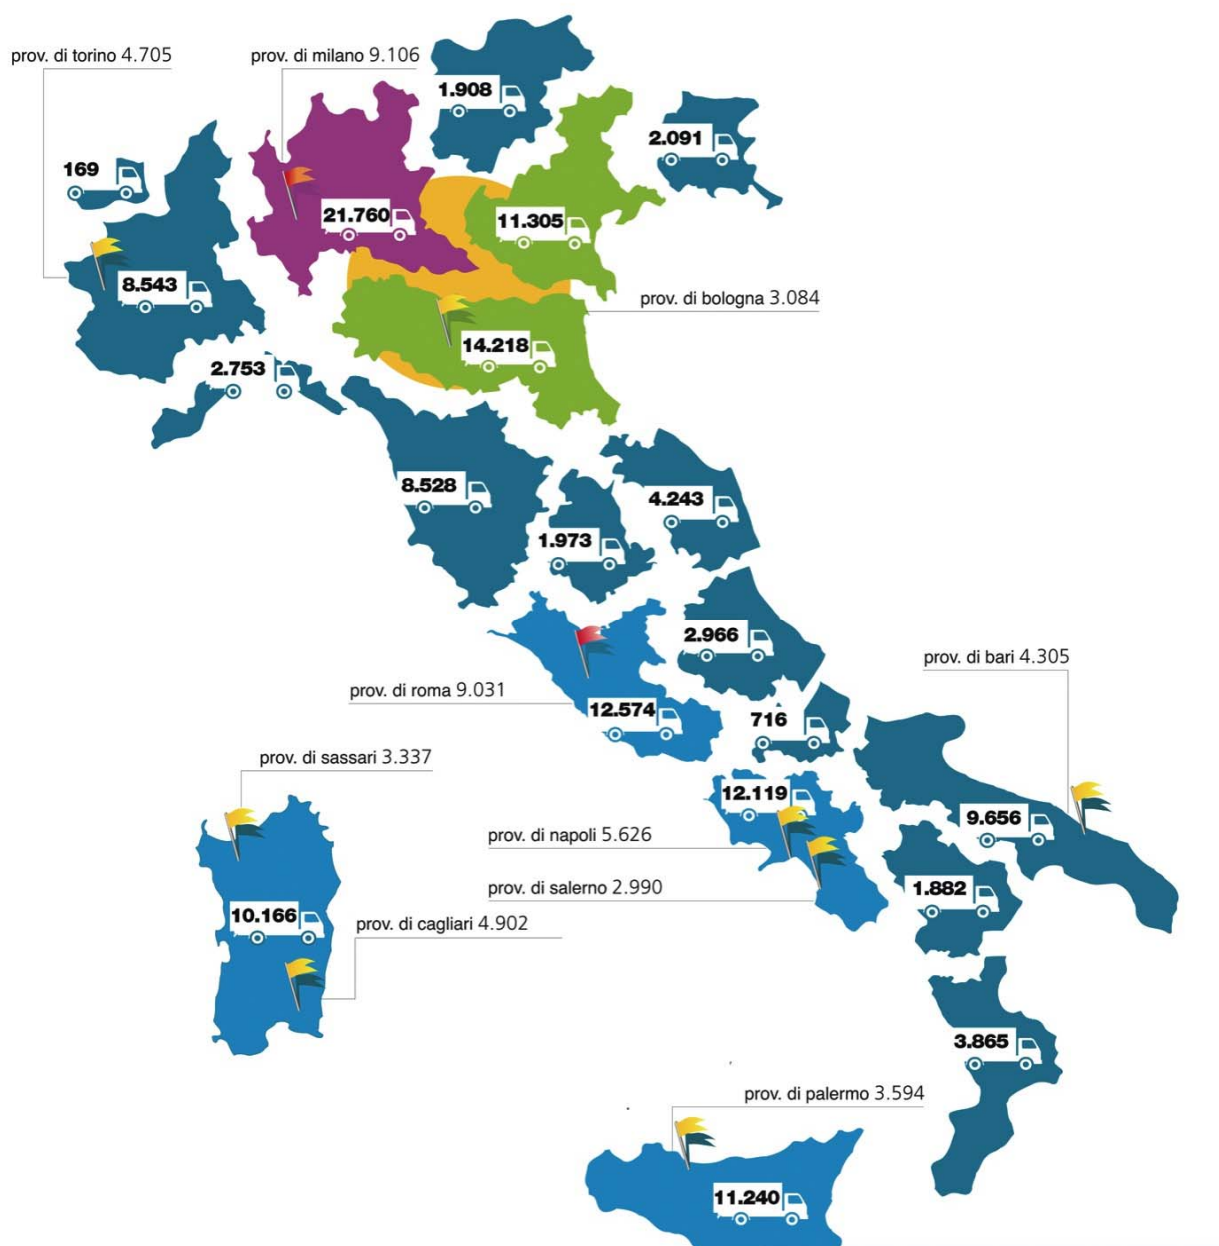 prov. di torino 4.705
prov. di milano 9.106
1.908
2.091
169
21.760
11.305
8.543
prov. di bologna 3.084
14.218
2.753
8.528
4.243
1.973
2.966
prov. di bari 4.305
prov. di roma 9.031
12.574
716
prov. di sassari 3.337
12.119
9.656
prov. di napoli 5.626
prov. di salerno 2.990
1.882
10.166
prov. di cagliari 4.902
3.865
prov. di palermo 3.594
11.240